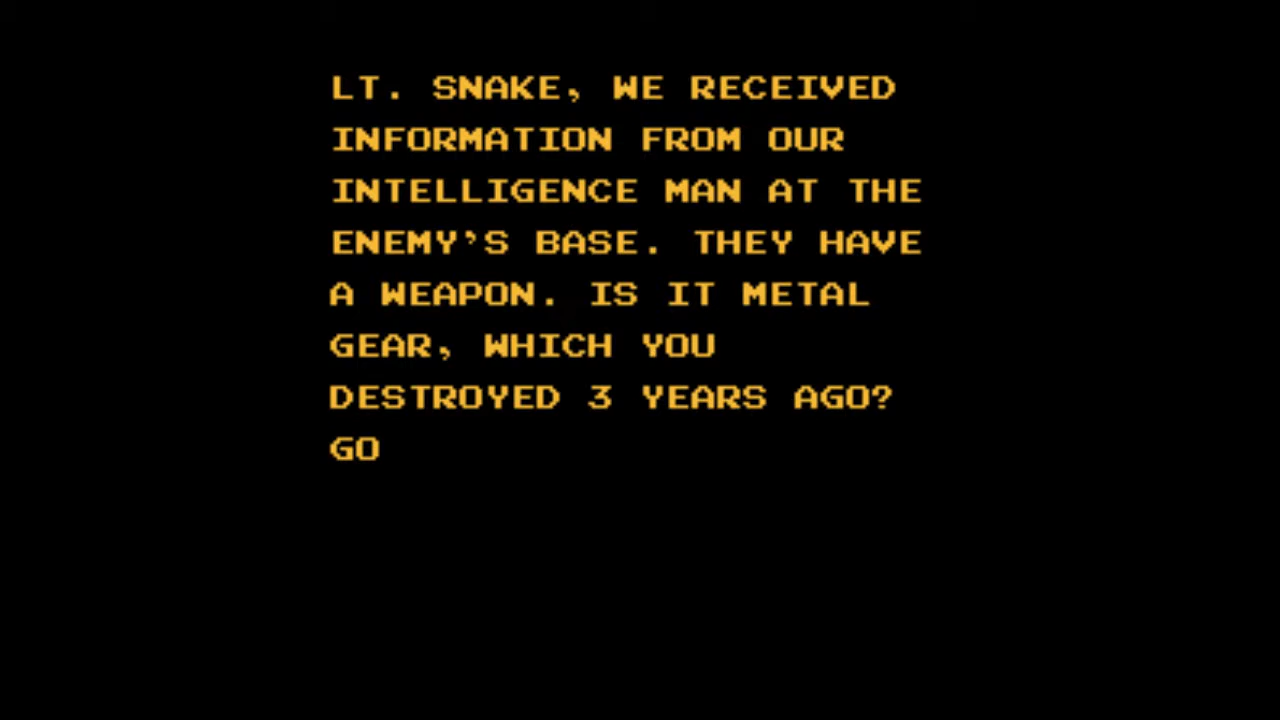 LT. SNAKE, WE RECEIVED
INFORMATION FROM OUR
INTELLIGENCE MAN AT THE
ENEMY'S BASE. THEY HAVE
A WEAPON. IS IT METAL
GEAR, WHICH YOU
DESTROYED 3 YEARS AGO?
GO